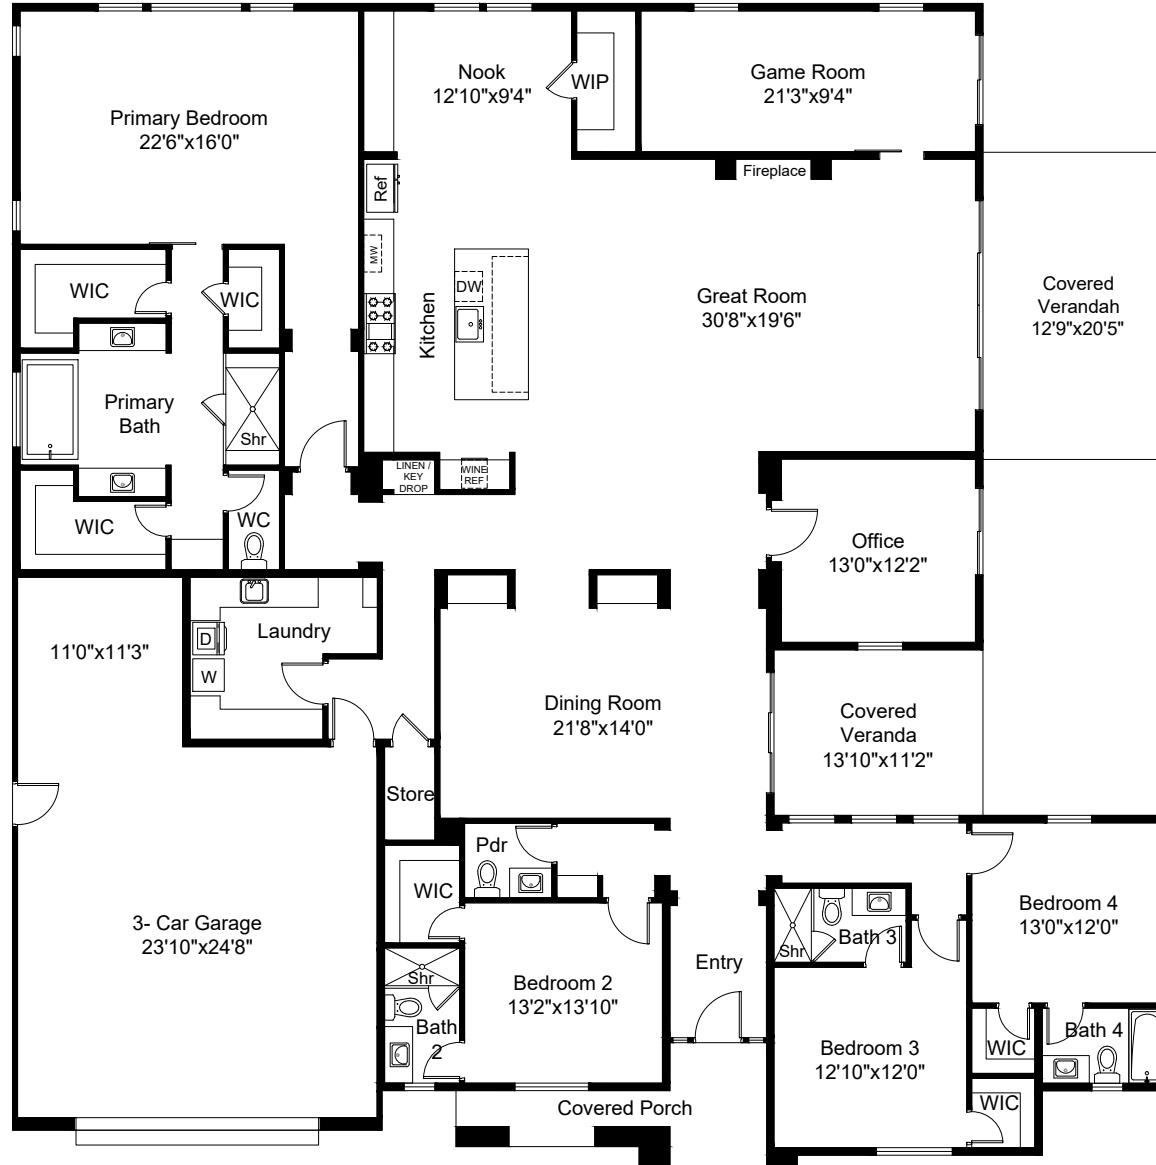 Nook
12'10"x9'4"
WIP
Game Room
21'3"x9'4"
Primary Bedroom
22'6"x16'0"
Fireplace
Ref
MW
WIC
WIC
DW
Kitchen
Great Room
30'8"x19'6"
Covered
Verandah
12'9"x20'5"
Primary
Bath
Shr
LINEN /
KEY
DROP
WINE
REF
WIC
WC
Office
13'0"x12'2"
11'0"x11'3"
D
Laundry
W
Dining Room
21'8"x14'0"
Covered
Veranda
13'10"x11'2"
Store
Pdr
WIC
3- Car Garage
23'10"x24'8"
Bedroom 4
13'0"x12'0"
Shr
Bath 3
Entry
Shr
Bedroom 2
13'2"x13'10"
Bath
2
Bath 4
WIC
Bedroom 3
12'10"x12'0"
WIC
Covered Porch